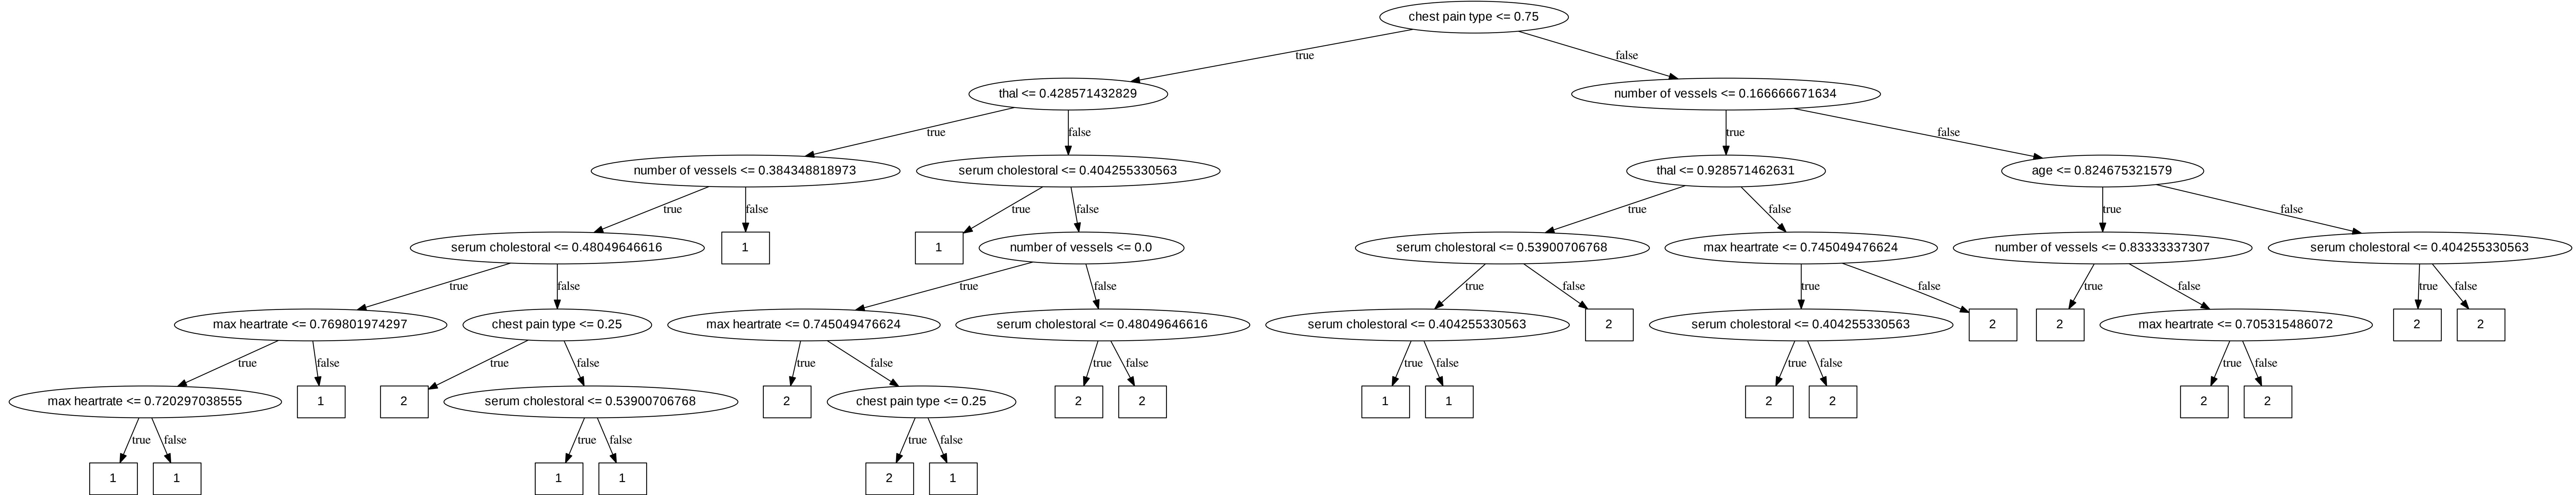 chest pain type <= 0.75
true
false
thal <= 0.428571432829
number of vessels <= 0.166666671634
true
false
true
false
number of vessels <= 0.384348818973
serum cholestoral <= 0.404255330563
thal <= 0.928571462631
age <= 0.824675321579
true
false
true
false
true
false
true
false
serum cholestoral <= 0.48049646616
1
1
number of vessels <= 0.0
serum cholestoral <= 0.53900706768
max heartrate <= 0.745049476624
number of vessels <= 0.83333337307
serum cholestoral <= 0.404255330563
true
false
true
false
true
false
true
false
true
false
true
false
max heartrate <= 0.769801974297
chest pain type <= 0.25
max heartrate <= 0.745049476624
serum cholestoral <= 0.48049646616
serum cholestoral <= 0.404255330563
2
serum cholestoral <= 0.404255330563
2
2
max heartrate <= 0.705315486072
2
2
true
false
true
false
true
false
true
false
true
false
true
false
true
false
max heartrate <= 0.720297038555
1
2
serum cholestoral <= 0.53900706768
2
chest pain type <= 0.25
2
2
1
1
2
2
2
2
true
false
true
false
true
false
1
1
1
1
2
1